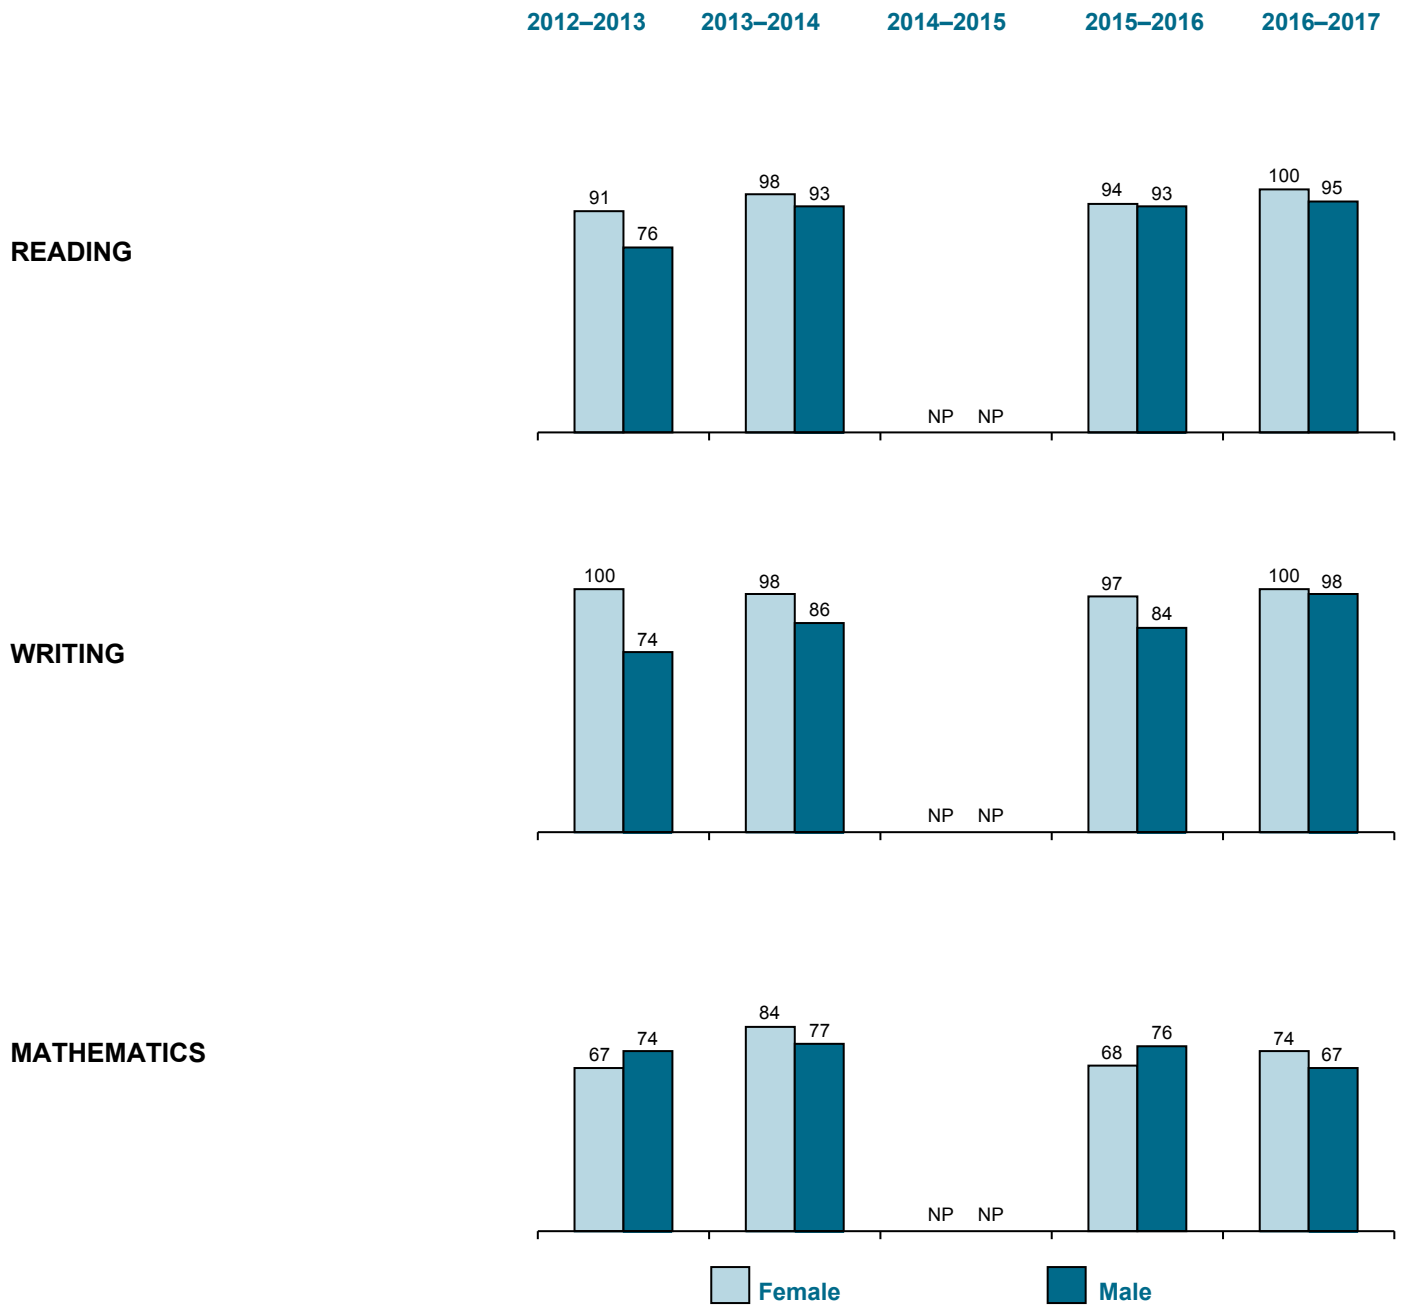 2012–2013 2013–2014 2014–2015 2015–2016 2016–2017
READING
91 76 98 93 NP NP 94 93 100 95
WRITING
100 74 98 86 NP NP 97 84 100 98
MATHEMATICS
67 74 84 77 NP NP 68 76 74 67
Female Male